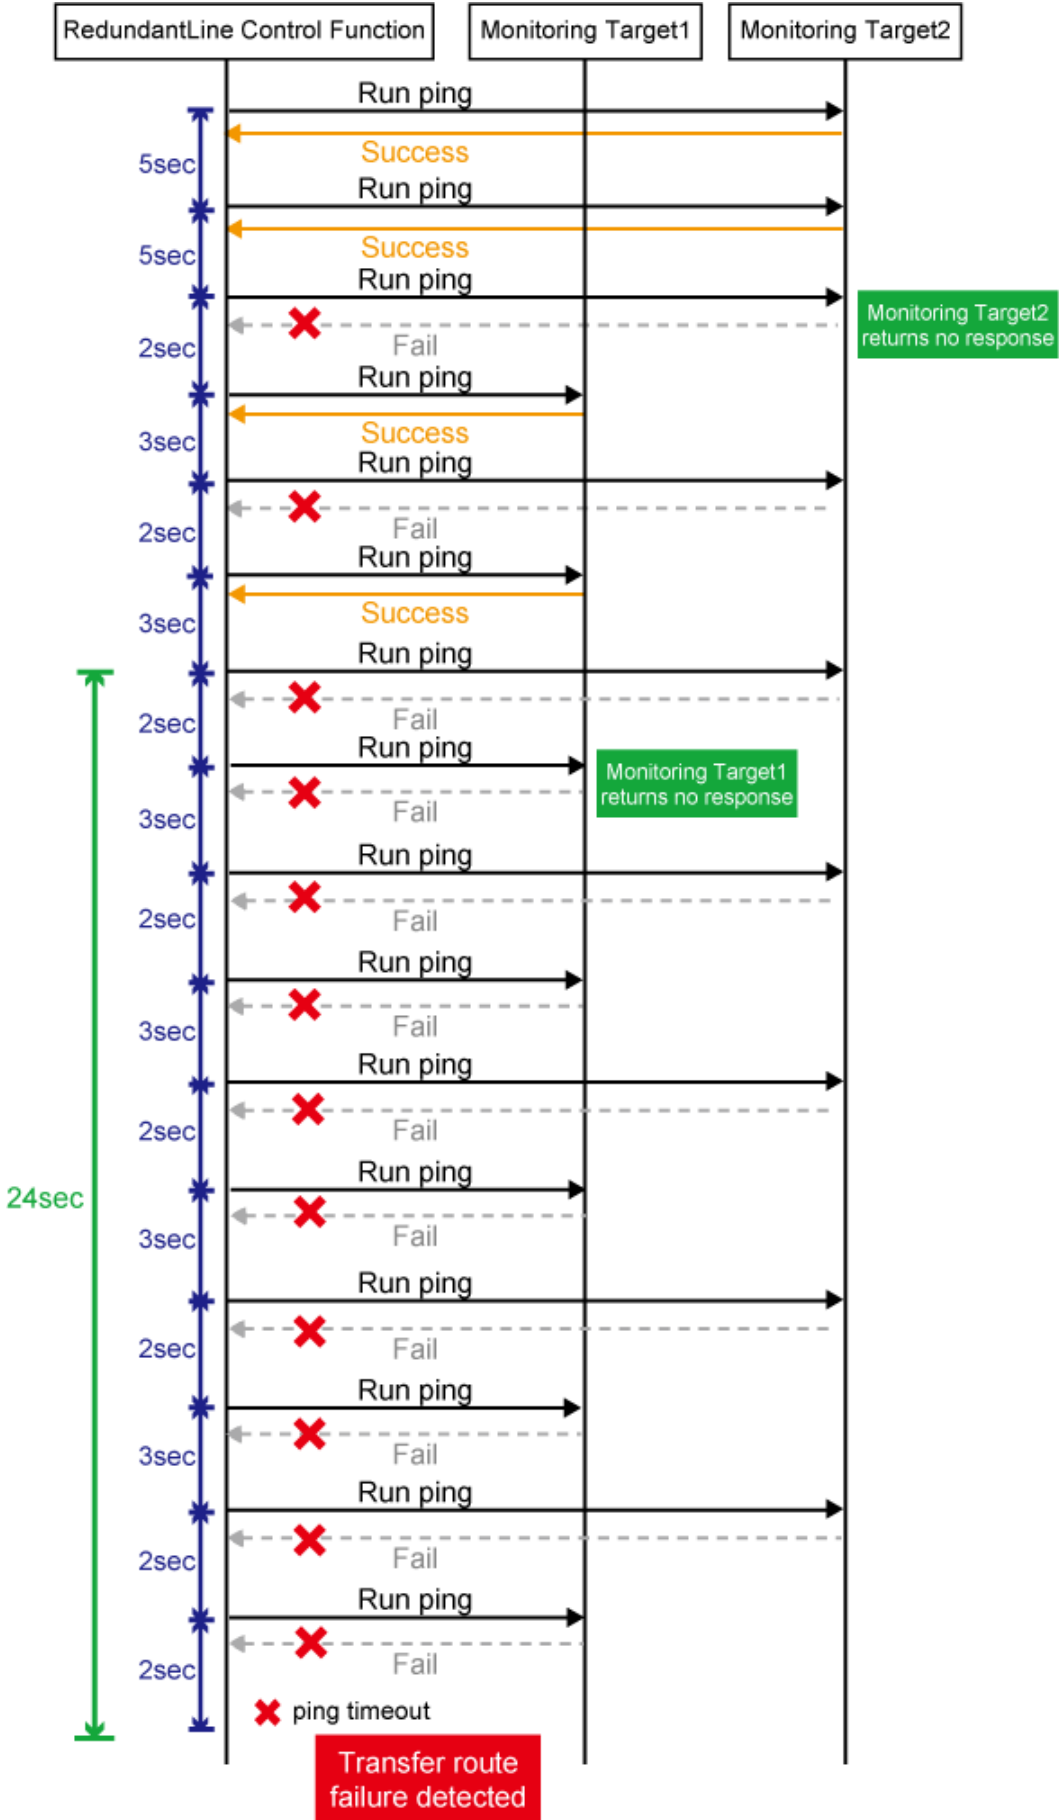 RedundantLine Control Function
Monitoring Target1
Monitoring Target2
Run ping
Success
5sec
Run ping
Success
5sec
Run ping
Monitoring Target2
returns no response
Fail
2sec
Run ping
Success
3sec
Run ping
Fail
2sec
Run ping
Success
3sec
Run ping
Fail
2sec
Run ping
Monitoring Target1
returns no response
Fail
3sec
Run ping
Fail
2sec
Run ping
Fail
3sec
Run ping
Fail
2sec
Run ping
24sec
Fail
3sec
Run ping
Fail
2sec
Run ping
Fail
3sec
Run ping
Fail
2sec
Run ping
Fail
2sec
ping timeout
Transfer route
failure detected